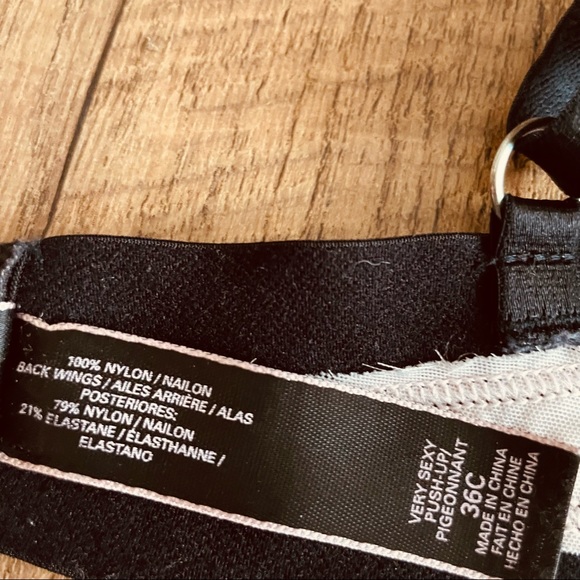 100% NYLON / NAILON
BACK WINGS / AILES ARRIÈRE / ALAS
POSTERIORES:
79% NYLON / NAILON
21% ELASTANE / ÉLASTHANNE /
ELASTANO
VERY SEXY
PUSH-UP/
PIGEONNANT
36C
MADE IN CHINA
FAIT EN CHINE
HECHO EN CHINA